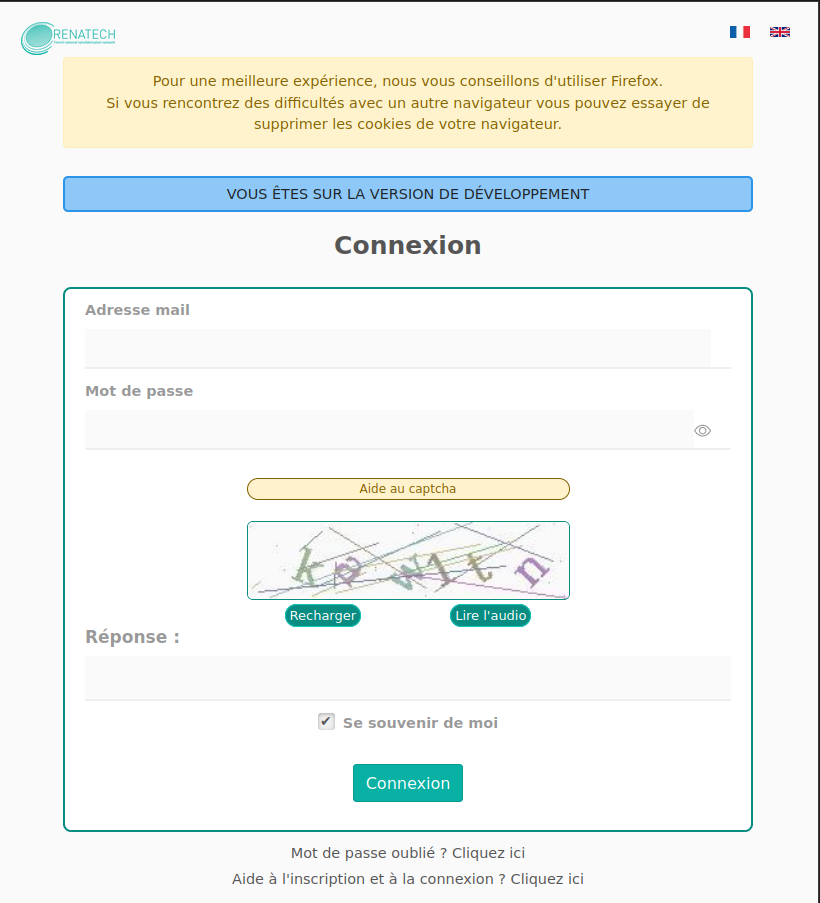 RENATECH
Pour une meilleure expérience, nous vous conseillons d'utiliser Firefox.
Si vous rencontrez des difficultés avec un autre navigateur vous pouvez essayer de
supprimer les cookies de votre navigateur.
VOUS ÊTES SUR LA VERSION DE DÉVELOPPEMENT
Connexion
Adresse mail
Mot de passe
Aide au captcha
Recharger Lire l'audio
Réponse :
Se souvenir de moi
Connexion
Mot de passe oublié ? Cliquez ici
Aide à l'inscription et à la connexion ? Cliquez ici